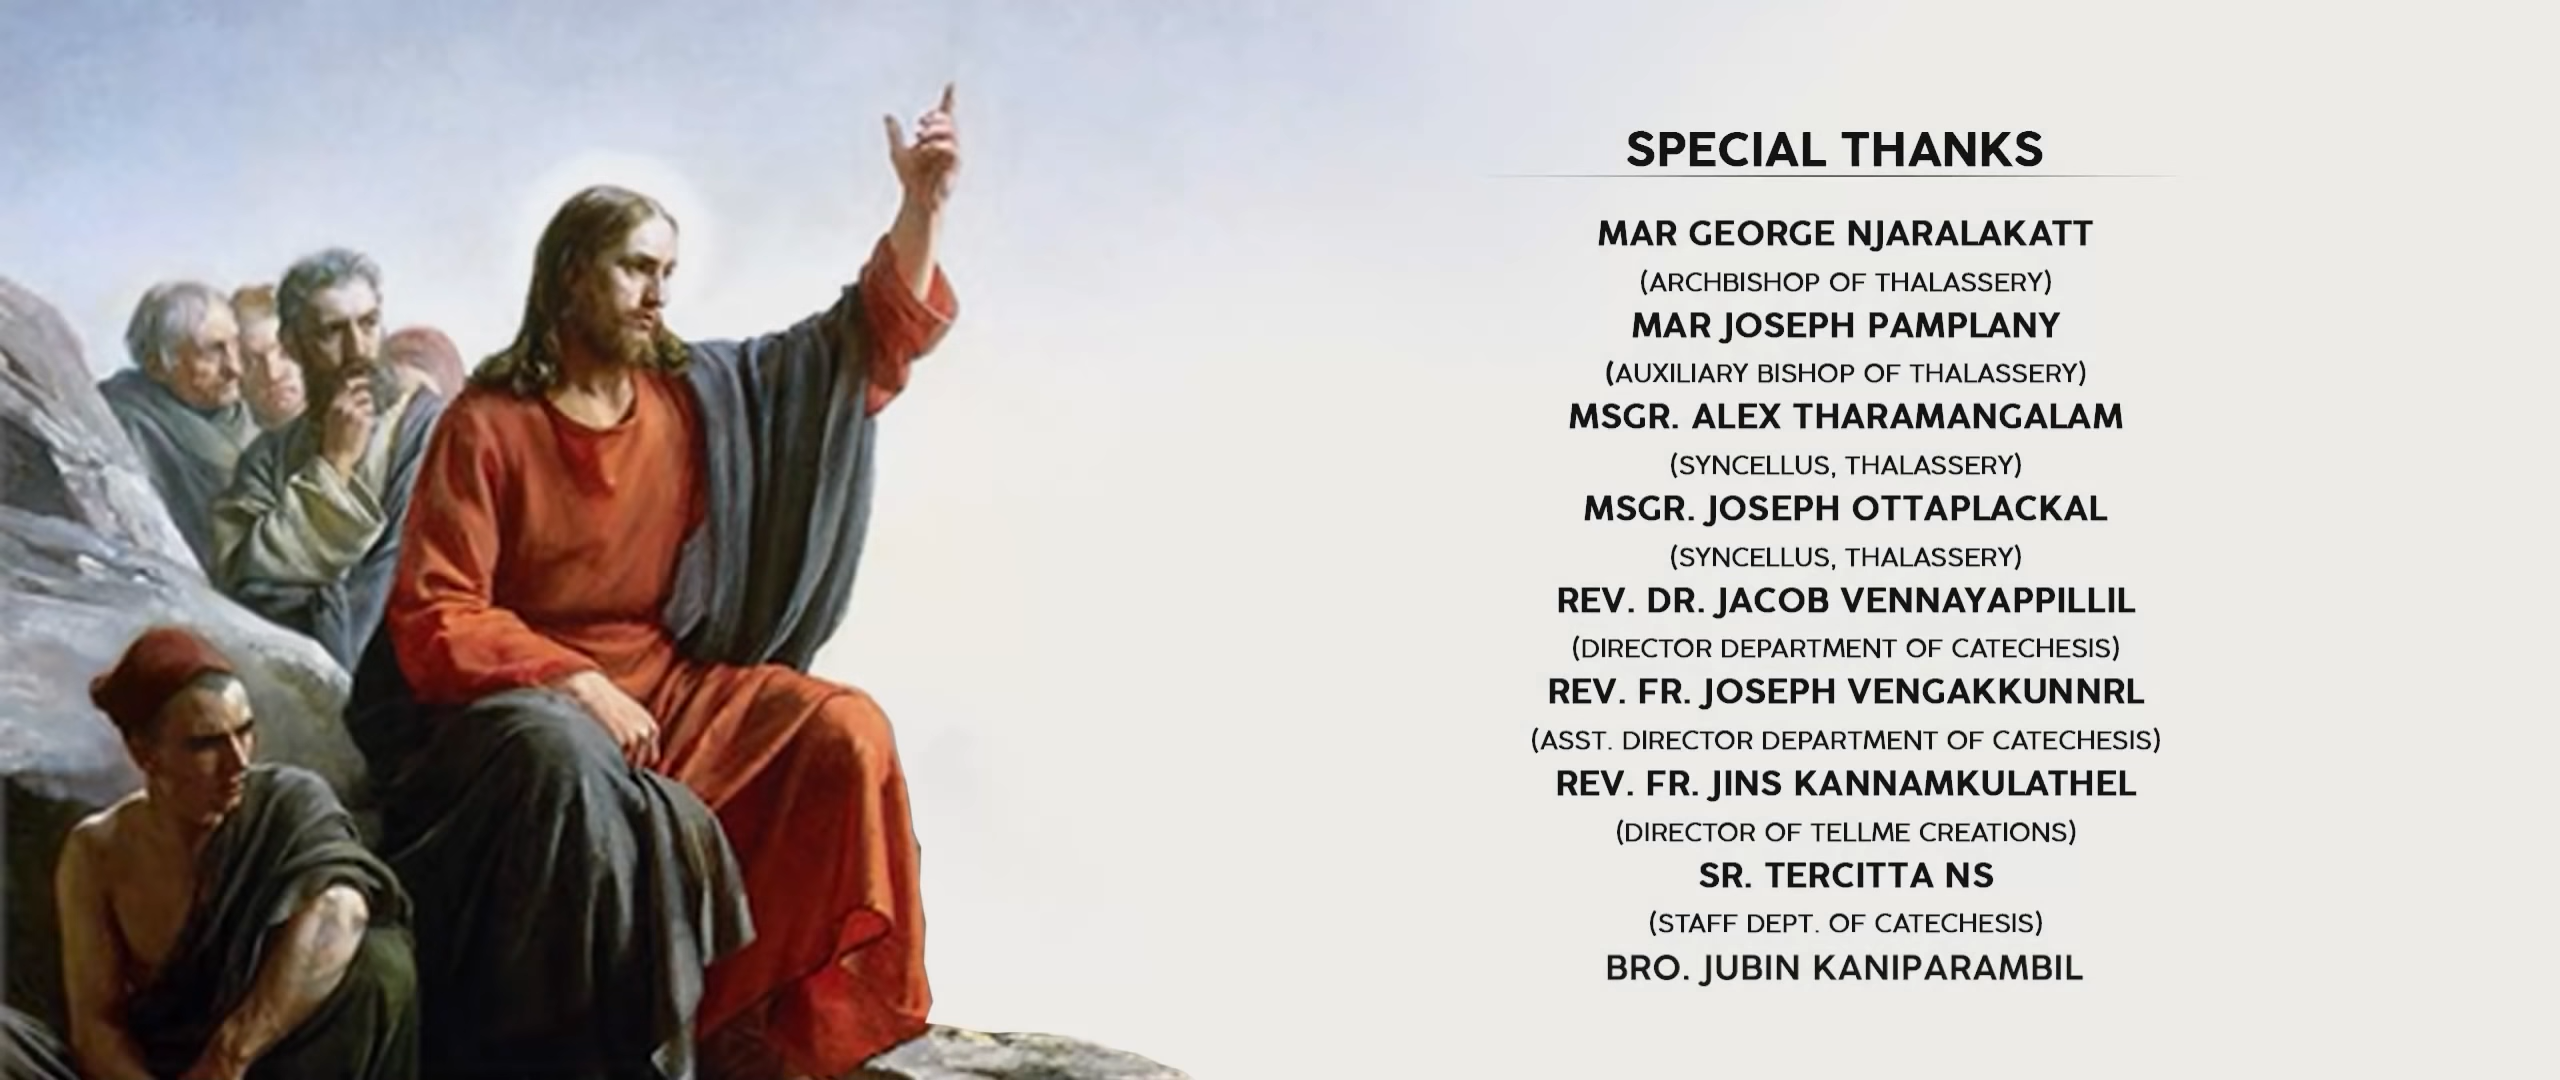 SPECIAL THANKS
MAR GEORGE NJARALAKATT
(ARCHBISHOP OF THALASSERY)
MAR JOSEPH PAMPLANY
(AUXILIARY BISHOP OF THALASSERY)
MSGR. ALEX THARAMANGALAM
(SYNCELLUS, THALASSERY)
MSGR. JOSEPH OTTAPLACKAL
(SYNCELLUS, THALASSERY)
REV. DR. JACOB VENNAYAPPILLIL
(DIRECTOR DEPARTMENT OF CATECHESIS)
REV. FR. JOSEPH VENGAKKUNNRL
(ASST. DIRECTOR DEPARTMENT OF CATECHESIS)
REV. FR. JINS KANNAMKULATHEL
(DIRECTOR OF TELLME CREATIONS)
SR. TERCITTA NS
(STAFF DEPT. OF CATECHESIS)
BRO. JUBIN KANIPARAMBIL